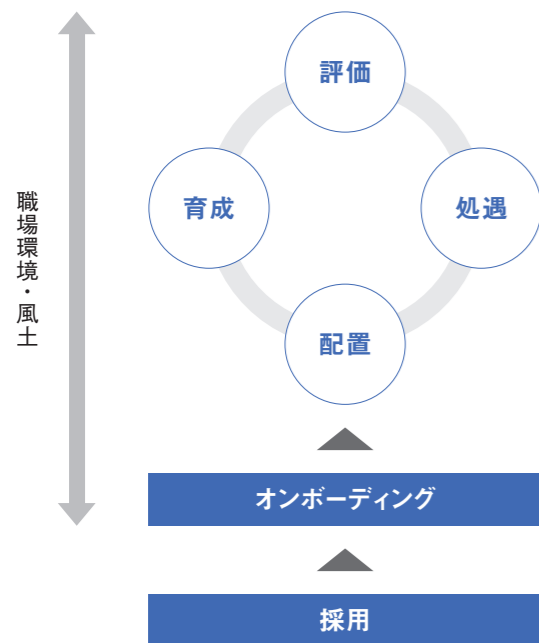 評価
育成
処遇
職場環境・風土
配置
オンボーディング
採用